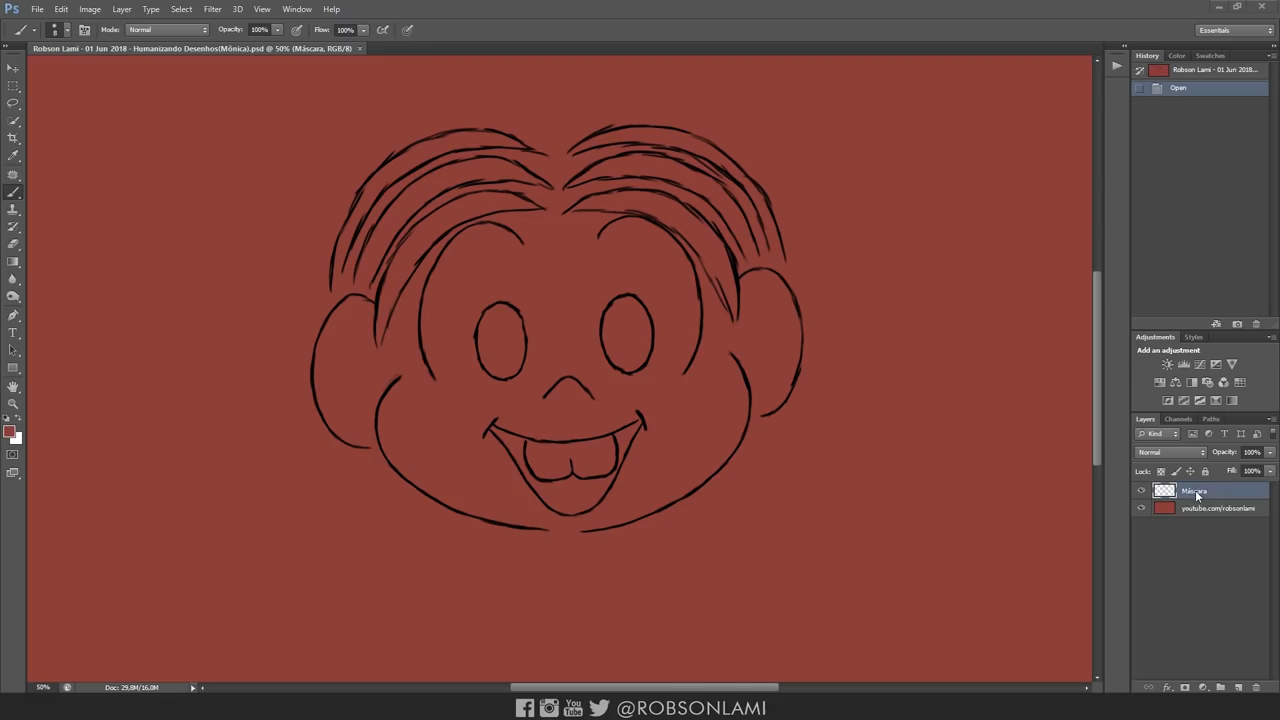 Ps File Edit Image Layer Type Select Filter 3D View Window Help
Mode: Normal Opacity: 100% Flow: 100% Essentials
Robson Lami - 01 Jun 2018 - Humanizando Desenhos(Mônica).psd @ 50% (Máscara, RGB/8) ×
History Color Swatches
Robson Lami - 01 Jun 2018...
Open
Adjustments Styles
Add an adjustment
Layers Channels Paths
Kind
Normal Opacity: 100%
Lock: Fill: 100%
Máscara
youtube.com/robsonlami
50% Doc: 29,8M/16,0M
You Tube @ROBSONLAMI